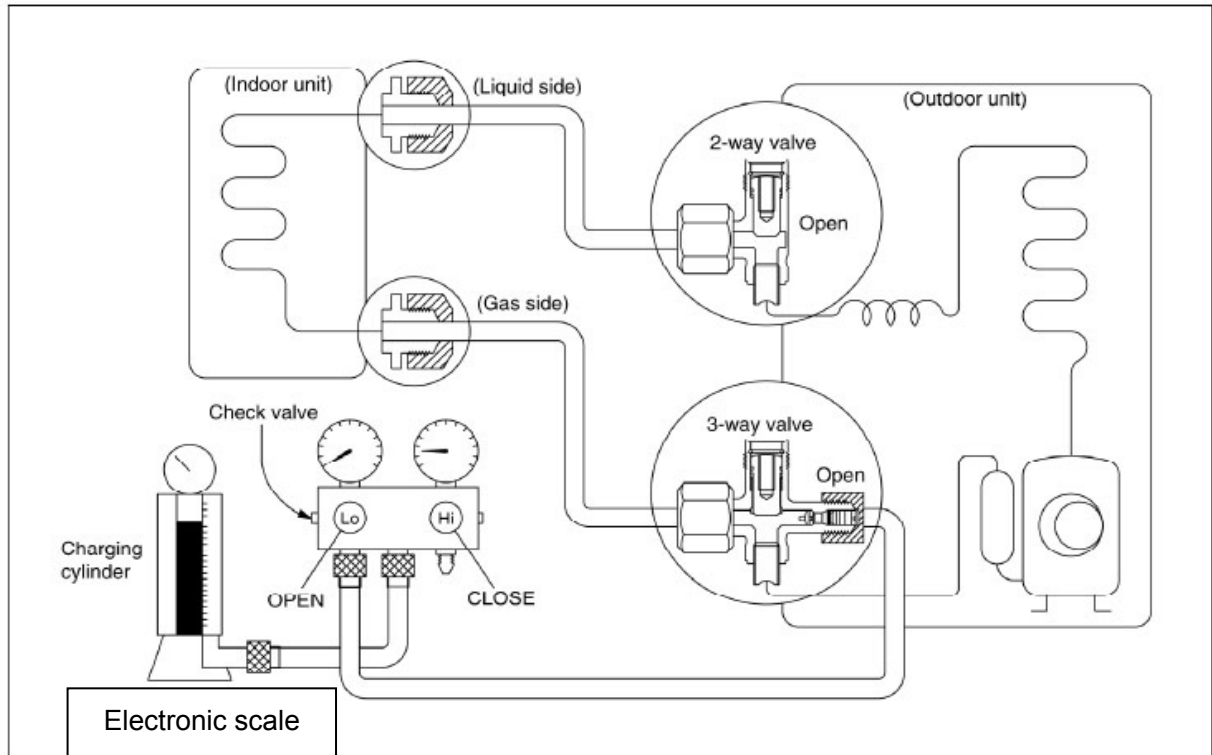 (Indoor unit)
(Liquid side)
(Outdoor unit)
2-way valve
Open
(Gas side)
Check valve
3-way valve
Open
Lo
Hi
Charging
cylinder
OPEN
CLOSE
Electronic scale